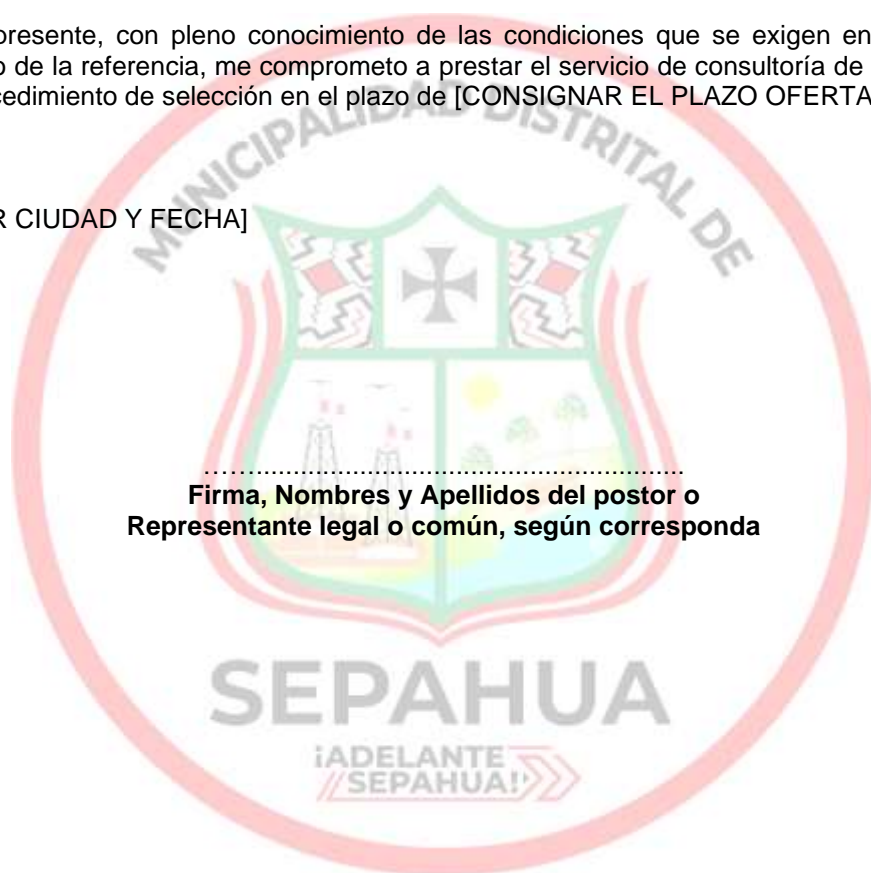 presente, con pleno conocimiento de las condiciones que se exigen en
o de la referencia, me comprometo a prestar el servicio de consultoría de
cedimiento de selección en el plazo de [CONSIGNAR EL PLAZO OFERTA
MUNICIPALIDAD DISTRITAL DE
R CIUDAD Y FECHA]
…….........................................................
Firma, Nombres y Apellidos del postor o
Representante legal o común, según corresponda
SEPAHUA
¡ADELANTE
SEPAHUA!